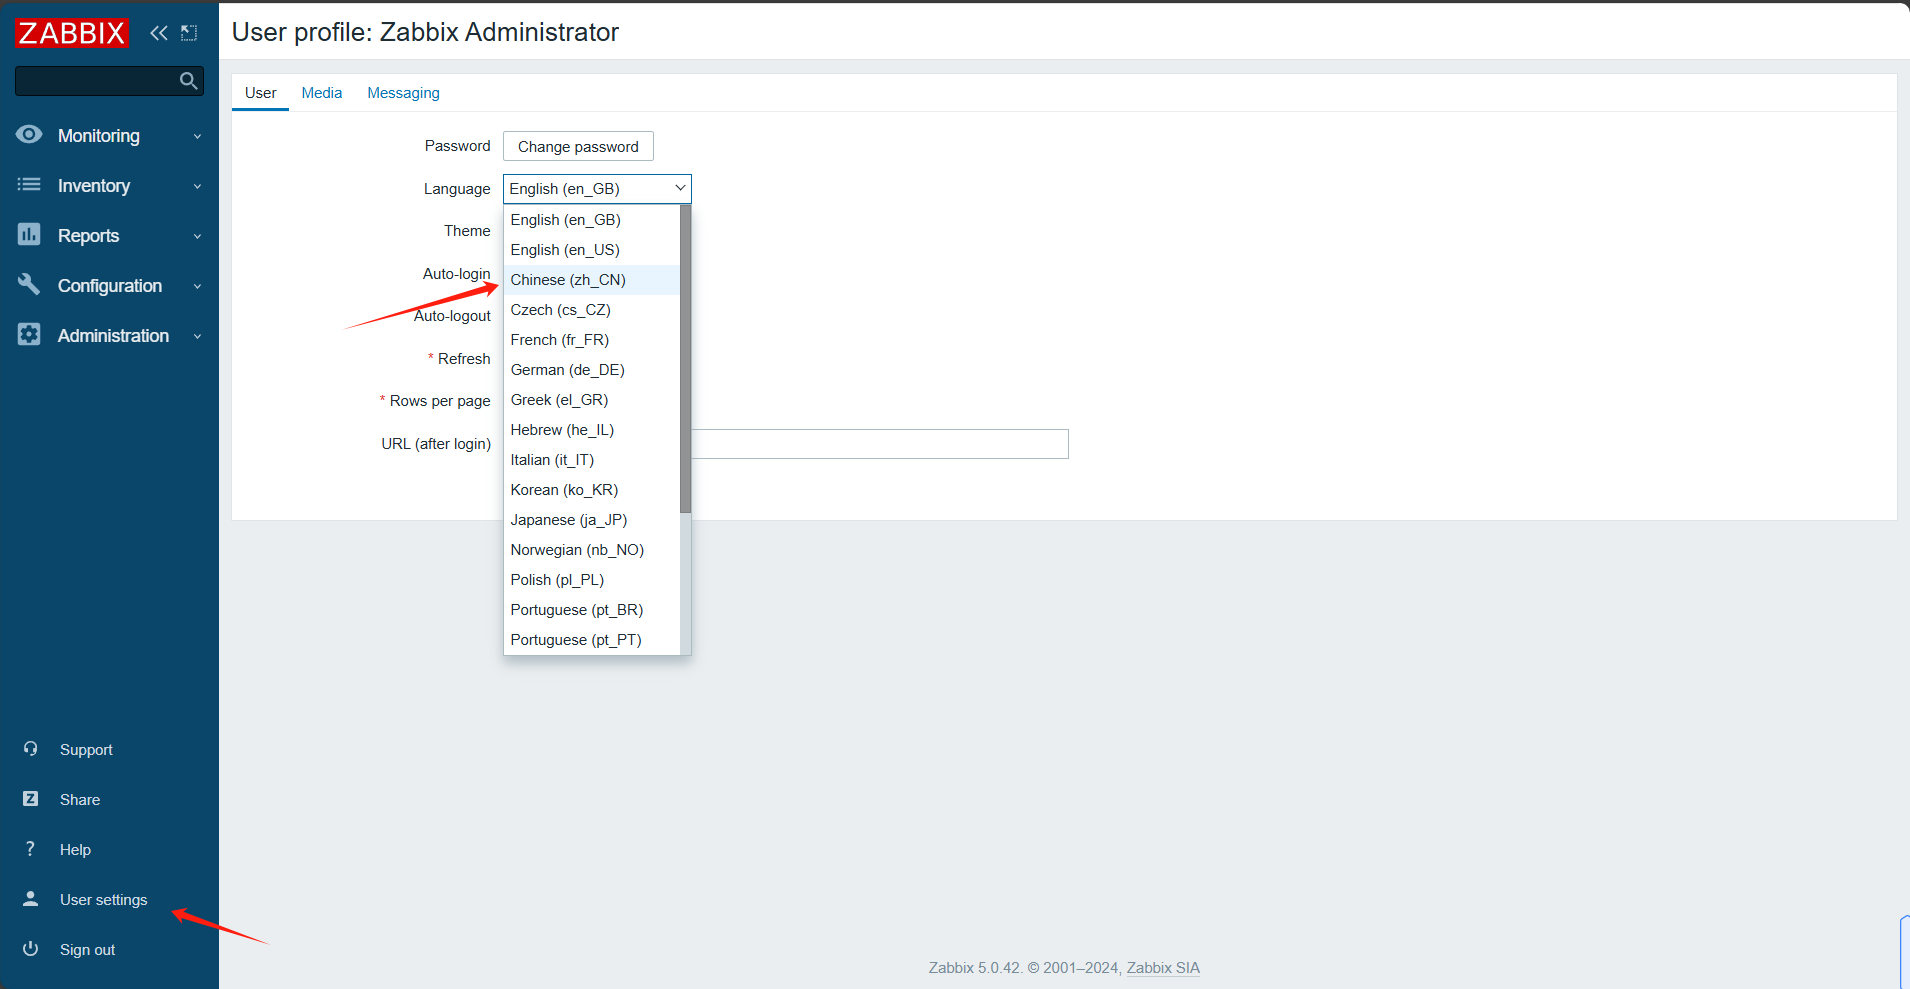 ZABBIX
User profile: Zabbix Administrator
User Media Messaging
Monitoring
Inventory
Reports
Configuration
Administration
Password Change password
Language English (en_GB)
English (en_GB)
Theme
English (en_US)
Auto-login
Chinese (zh_CN)
Czech (cs_CZ)
Auto-logout
French (fr_FR)
* Refresh
German (de_DE)
* Rows per page
Greek (el_GR)
Hebrew (he_IL)
URL (after login)
Italian (it_IT)
Korean (ko_KR)
Japanese (ja_JP)
Norwegian (nb_NO)
Polish (pl_PL)
Portuguese (pt_BR)
Portuguese (pt_PT)
Support
Z Share
? Help
User settings
Sign out
Zabbix 5.0.42. © 2001–2024, Zabbix SIA